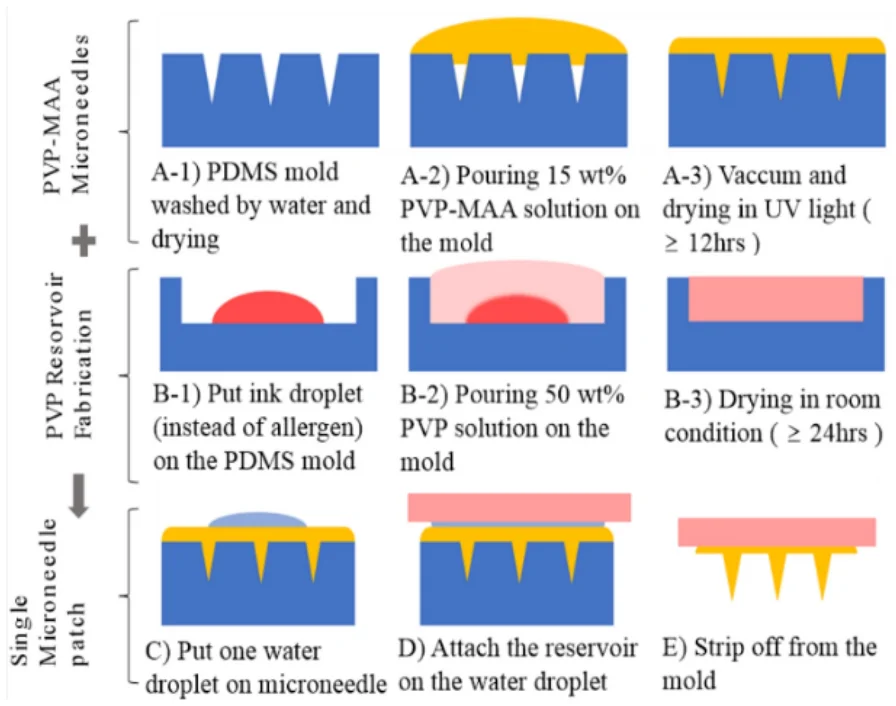 PVP-MAA
Microneedles
A-1) PDMS mold
washed by water and
drying
A-2) Pouring 15 wt%
PVP-MAA solution on
the mold
A-3) Vaccum and
drying in UV light (
≥ 12hrs )
PVP Resorvoir
Fabrication
B-1) Put ink droplet
(instead of allergen)
on the PDMS mold
B-2) Pouring 50 wt%
PVP solution on the
mold
B-3) Drying in room
condition ( ≥ 24hrs )
Single
Microneedle
patch
C) Put one water
droplet on microneedle
D) Attach the reservoir
on the water droplet
E) Strip off from the
mold